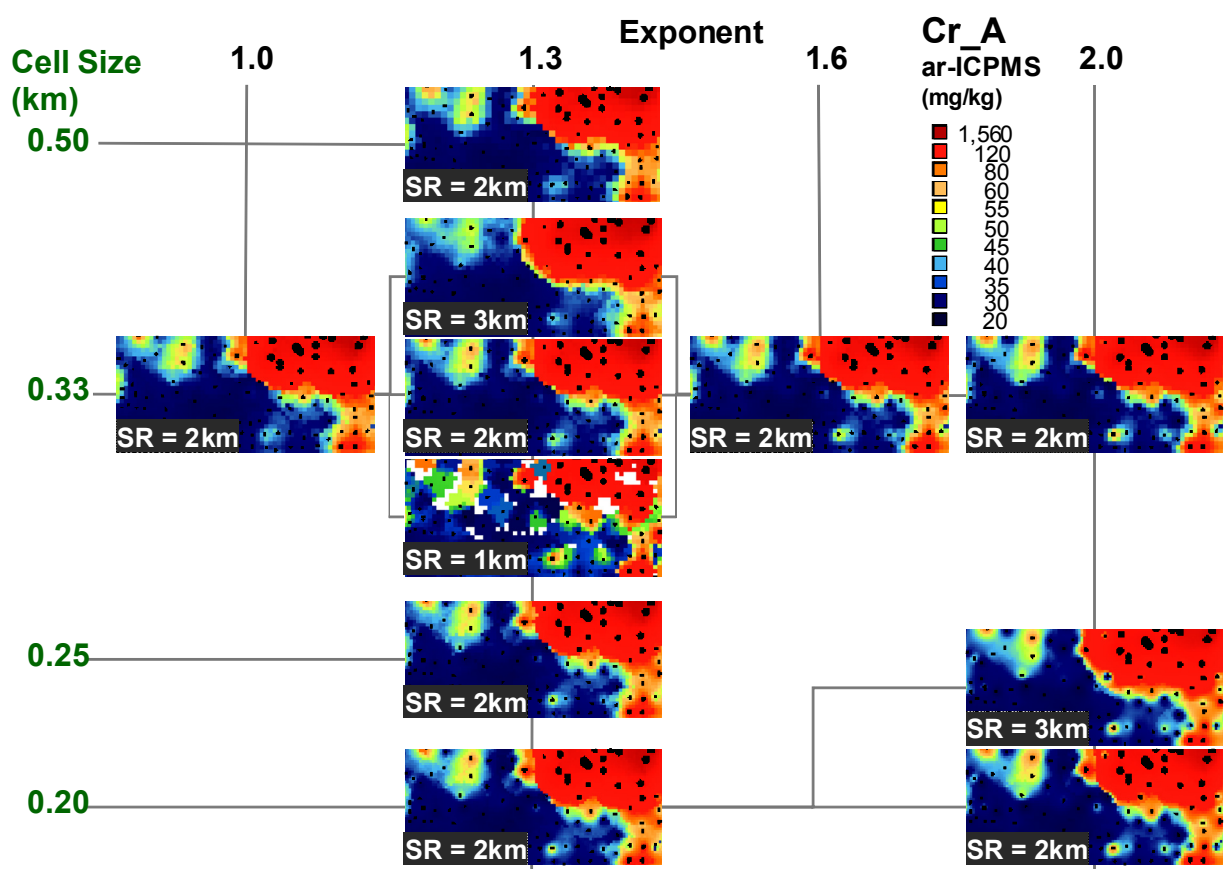 Exponent
Cr_A
ar-ICPMS
(mg/kg)
Cell Size
(km)
1.0
1.3
1.6
2.0
1,560
120
80
60
55
50
45
40
35
30
20
0.50
SR = 2km
SR = 3km
0.33
SR = 2km
SR = 2km
SR = 2km
SR = 2km
SR = 1km
0.25
SR = 2km
SR = 3km
0.20
SR = 2km
SR = 2km